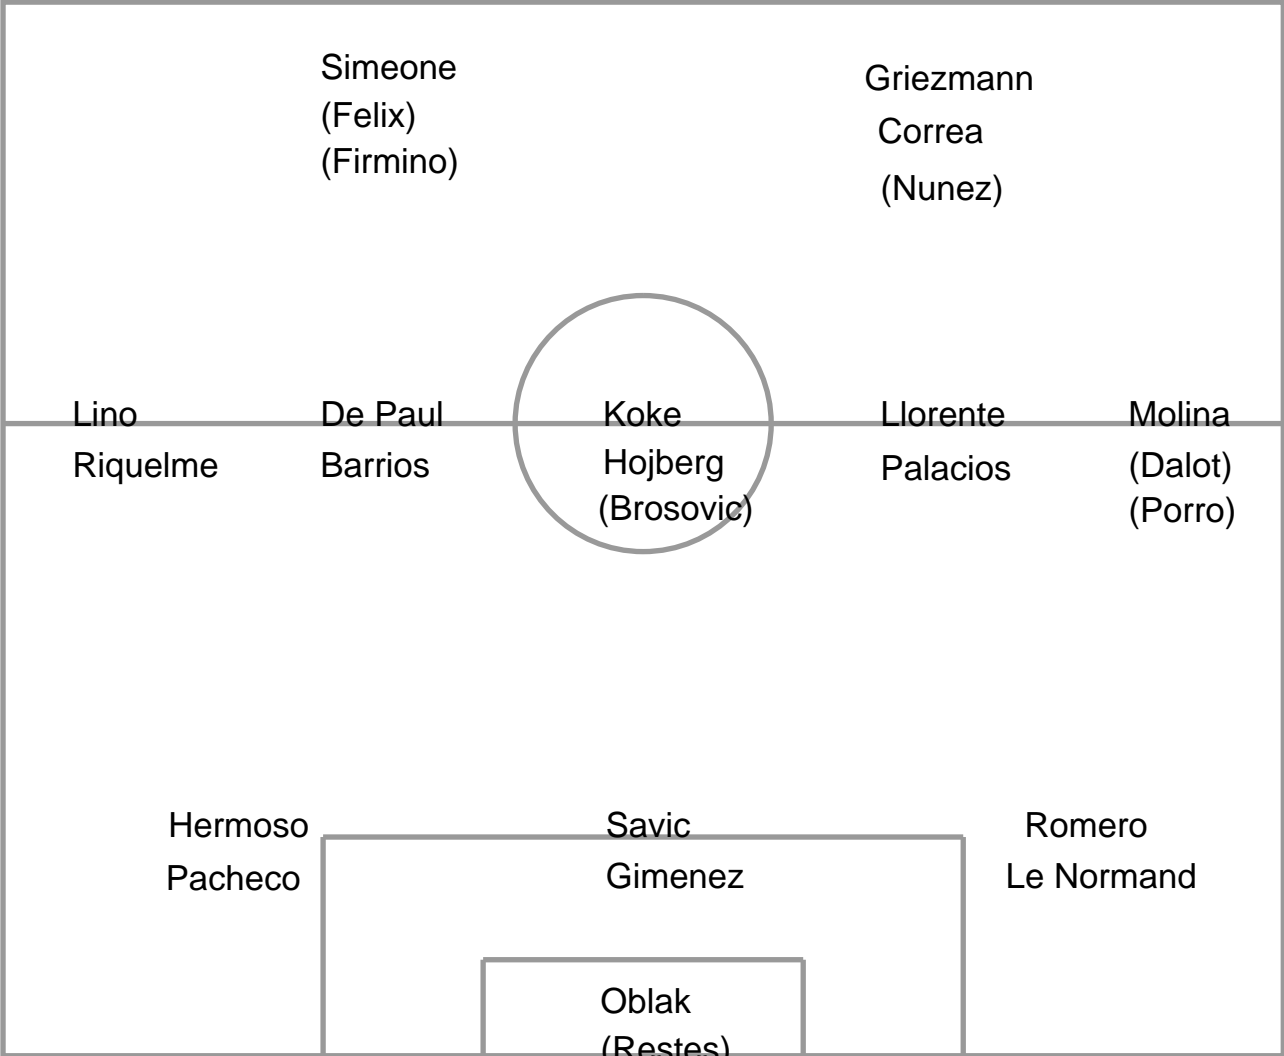 Simeone
(Felix)
(Firmino)
Griezmann
Correa
(Nunez)
Lino
Riquelme
De Paul
Barrios
Koke
Hojberg
(Brosovic)
Llorente
Palacios
Molina
(Dalot)
(Porro)
Hermoso
Pacheco
Savic
Gimenez
Romero
Le Normand
Oblak
(Restes)